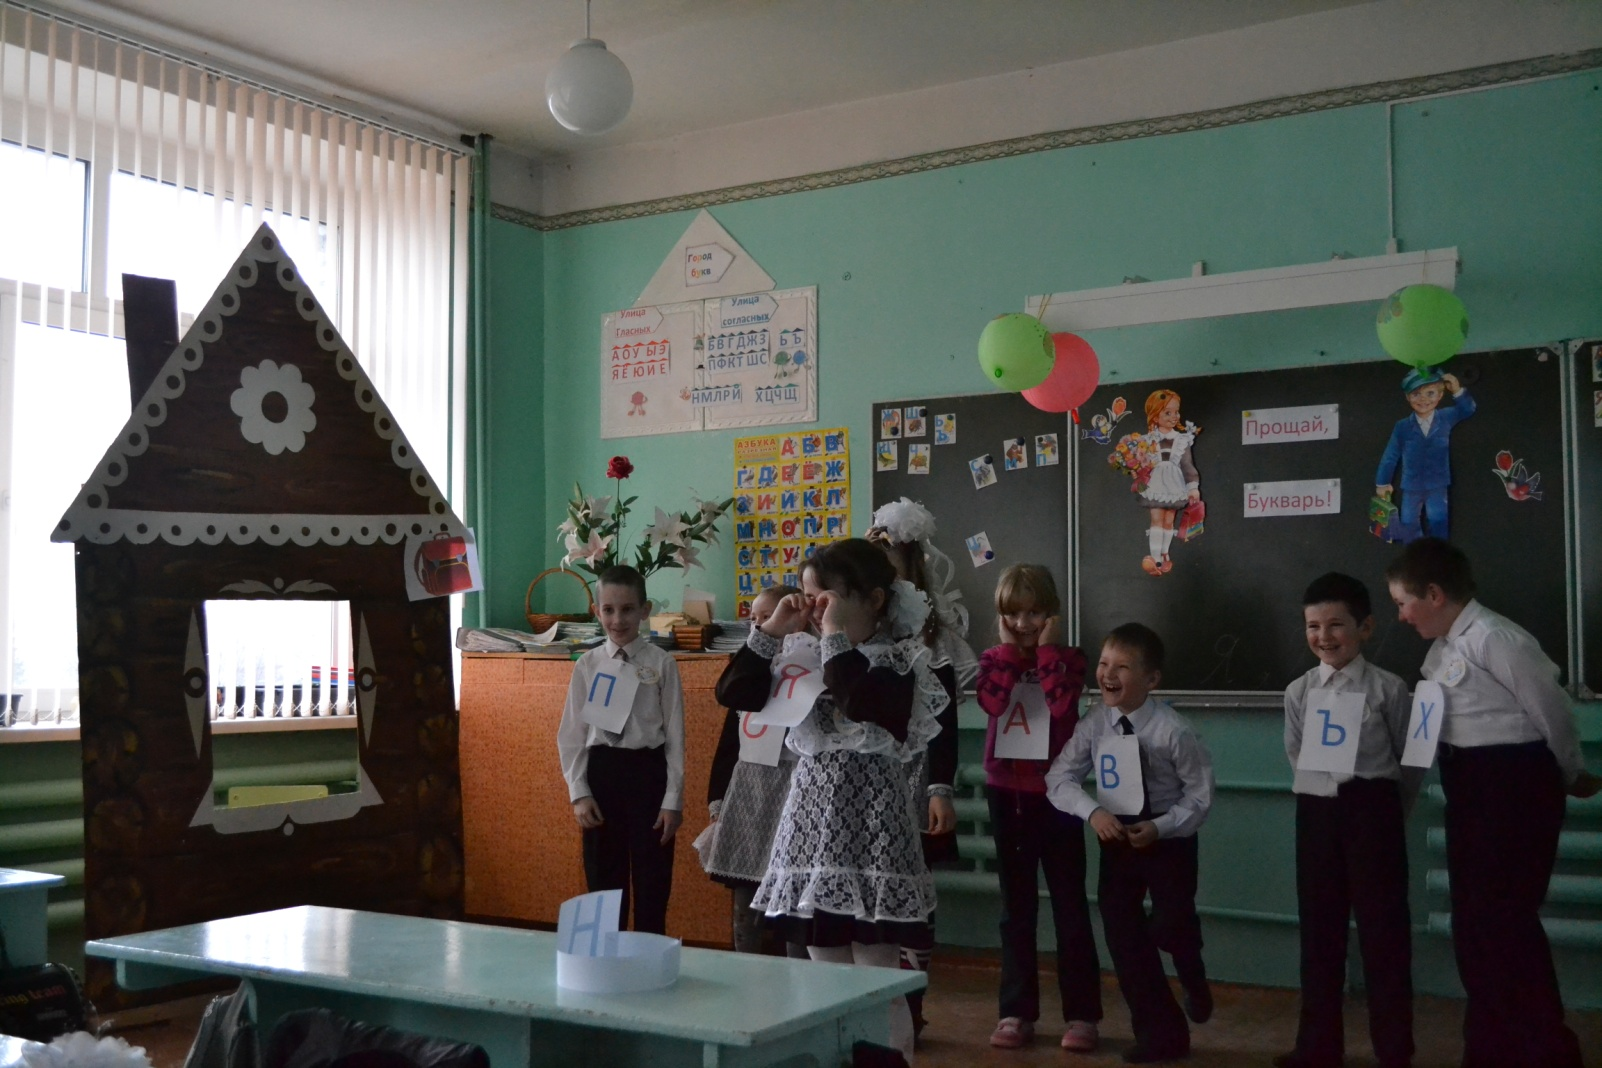 Город
букв
Улица
Гласных
А О У Ы Э
Я Ё Ю И Е
Улица
согласных
Б В Г Д Ж З
П Ф К Т Ш С
Ь Ъ
Н М Л Р Й
Х Ц Ч Щ
АЗБУКА
А Б В
Г Д Е Ё Ж
З И Й К Л
М Н О П Р
С Т У
Прощай,
Букварь!
П
Я
С
А
В
Ъ
Х
Н
Я